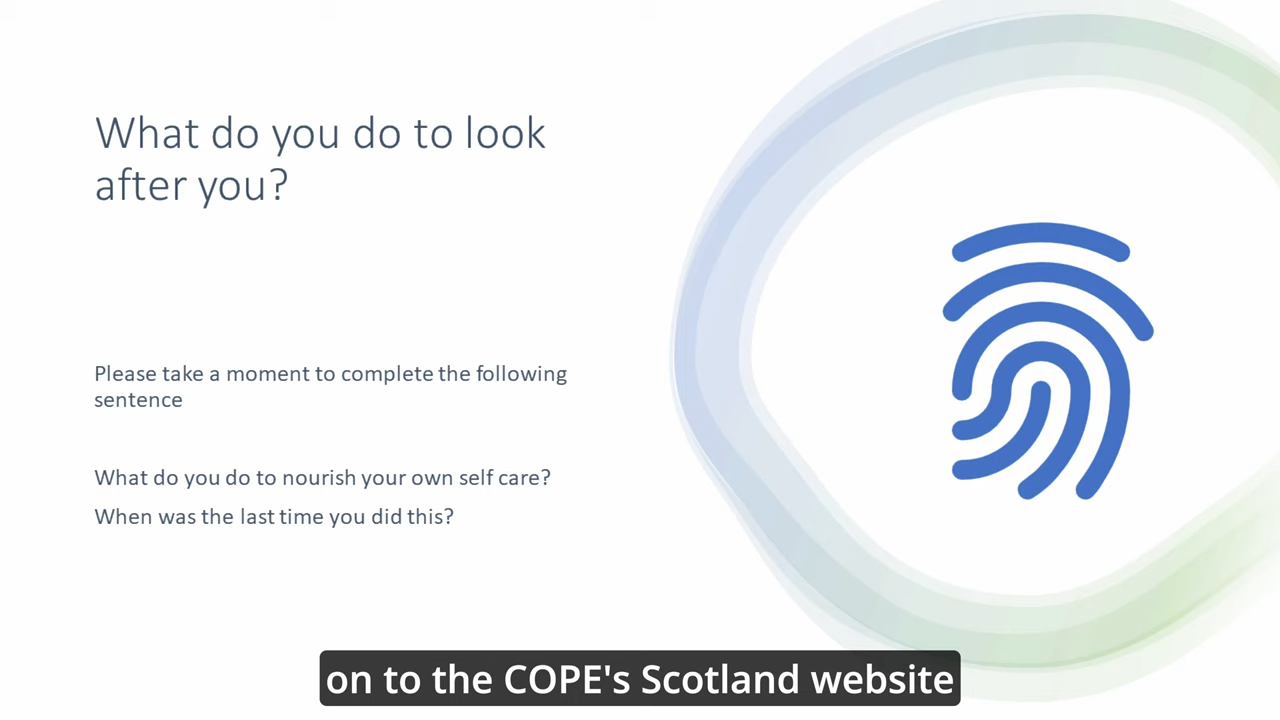 What do you do to look
after you?
Please take a moment to complete the following
sentence
What do you do to nourish your own self care?
When was the last time you did this?
on to the COPE's Scotland website